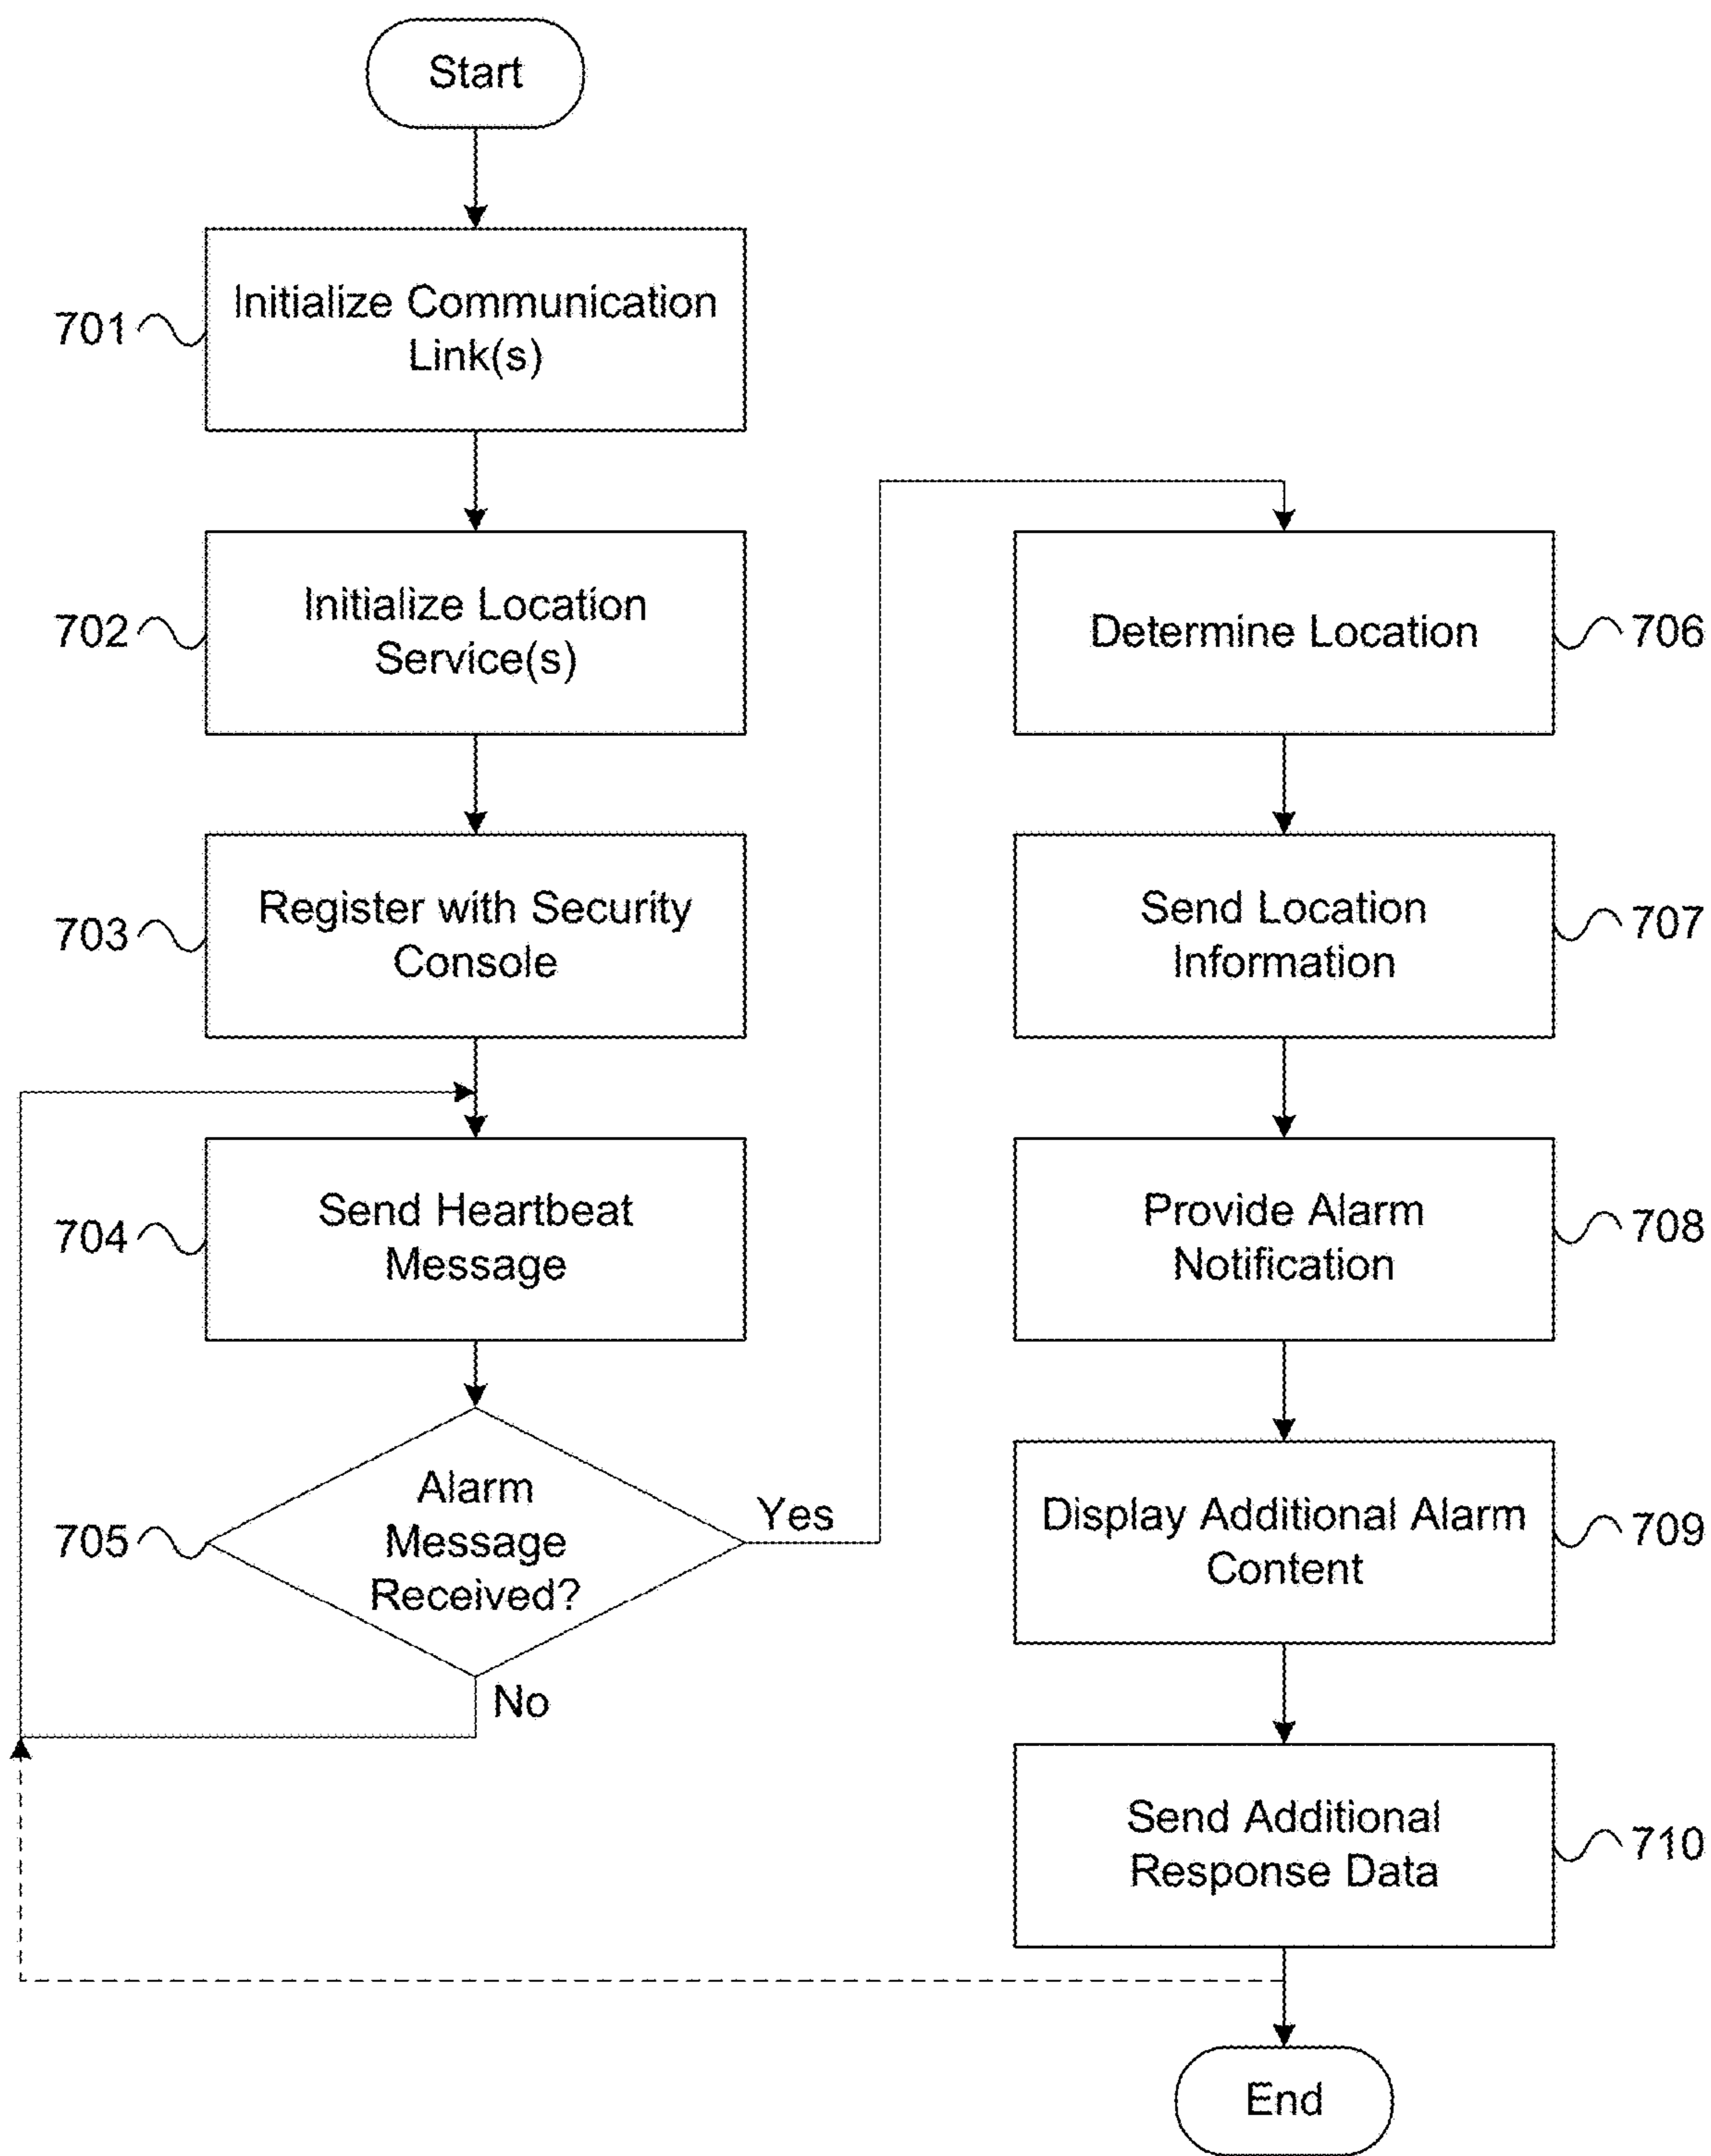 Start
701
Initialize Communication
Link(s)
702
Initialize Location
Service(s)
703
Register with Security
Console
704
Send Heartbeat
Message
705
Alarm
Message
Received?
Yes
No
Determine Location
706
Send Location
Information
707
Provide Alarm
Notification
708
Display Additional Alarm
Content
709
Send Additional
Response Data
710
End